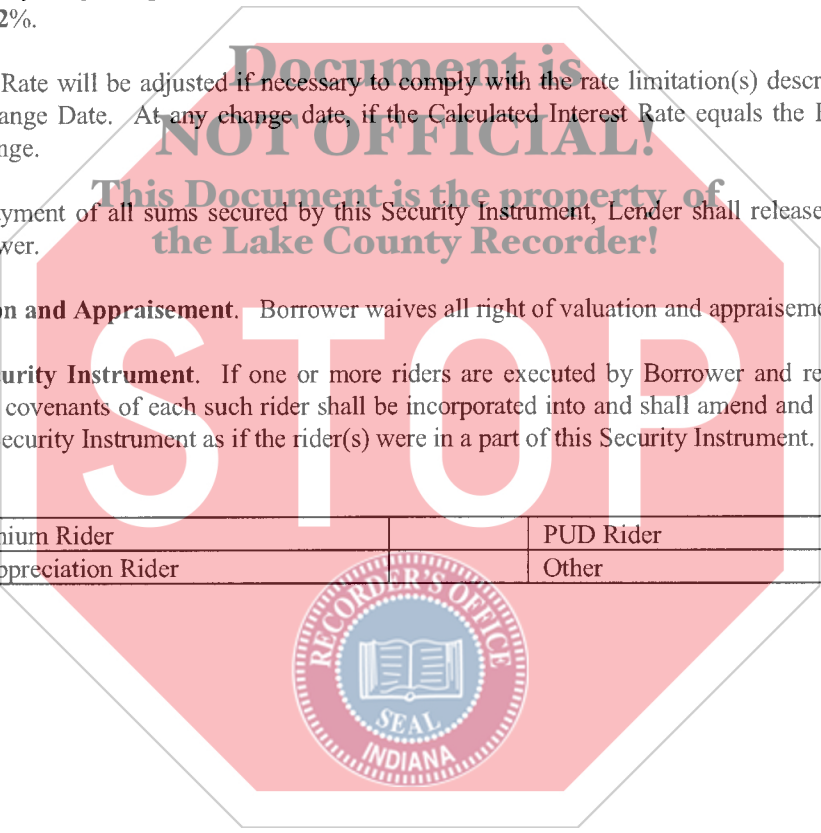 2%.
Rate will be adjusted if necessary to comply with the rate limitation(s) descr
ange Date. At any change date, if the Calculated Interest Rate equals the
nge.
yment of all sums secured by this Security Instrument, Lender shall release
wer.
on and Appraisement. Borrower waives all right of valuation and appraiseme
urity Instrument. If one or more riders are executed by Borrower and re
covenants of each such rider shall be incorporated into and shall amend and
ecurity Instrument as if the rider(s) were in a part of this Security Instrument.
nium Rider PUD Rider
ppreciation Rider Other
Document is
NOT OFFICIAL!
This Document is the property of
the Lake County Recorder!
STOP
RECORDER'S OFFICE
SEAL
INDIANA